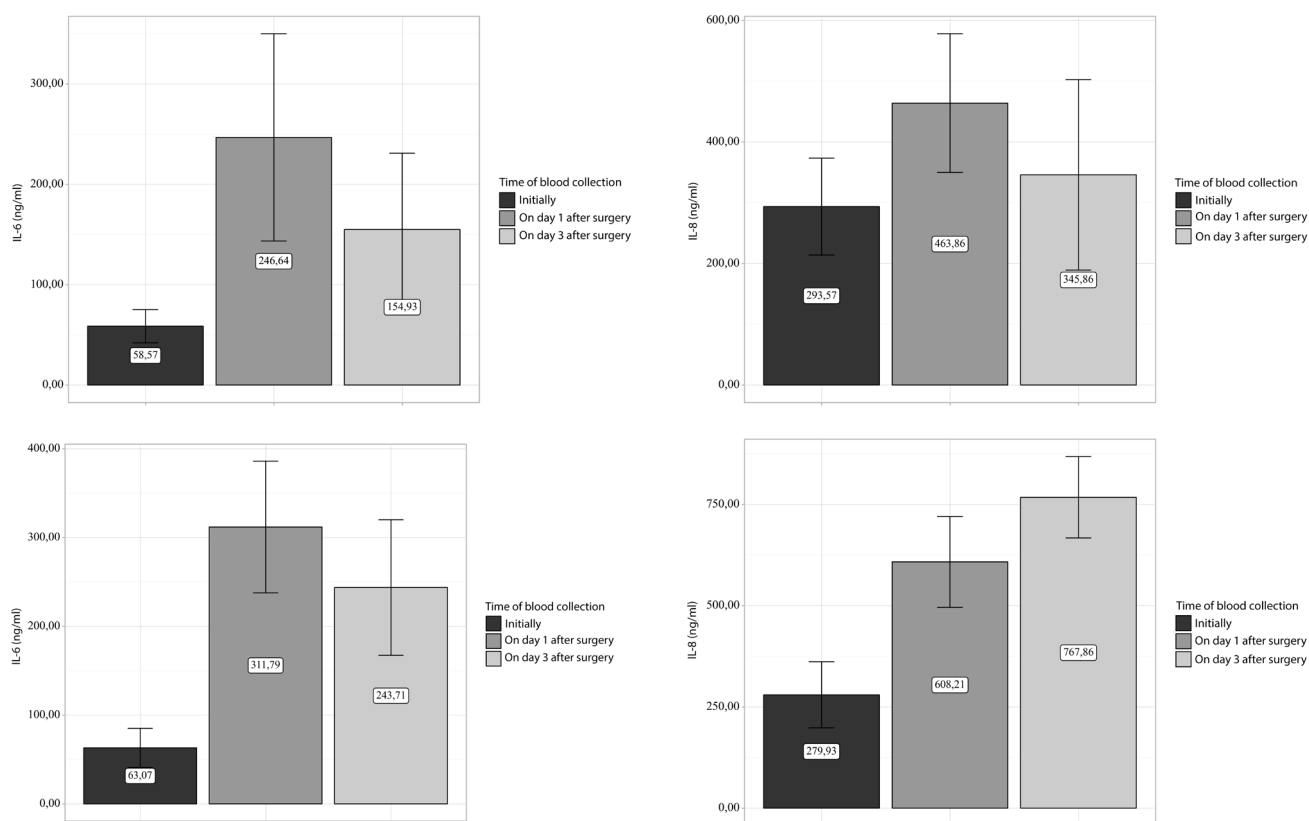 IL-6 (ng/ml)
300,00
200,00
100,00
0,00
58,57
246,64
154,93
Time of blood collection
Initially
On day 1 after surgery
On day 3 after surgery
IL-8 (ng/ml)
600,00
400,00
200,00
0,00
293,57
463,86
345,86
Time of blood collection
Initially
On day 1 after surgery
On day 3 after surgery
IL-6 (ng/ml)
400,00
300,00
200,00
100,00
0,00
63,07
311,79
243,71
Time of blood collection
Initially
On day 1 after surgery
On day 3 after surgery
IL-8 (ng/ml)
750,00
500,00
250,00
0,00
279,93
608,21
767,86
Time of blood collection
Initially
On day 1 after surgery
On day 3 after surgery